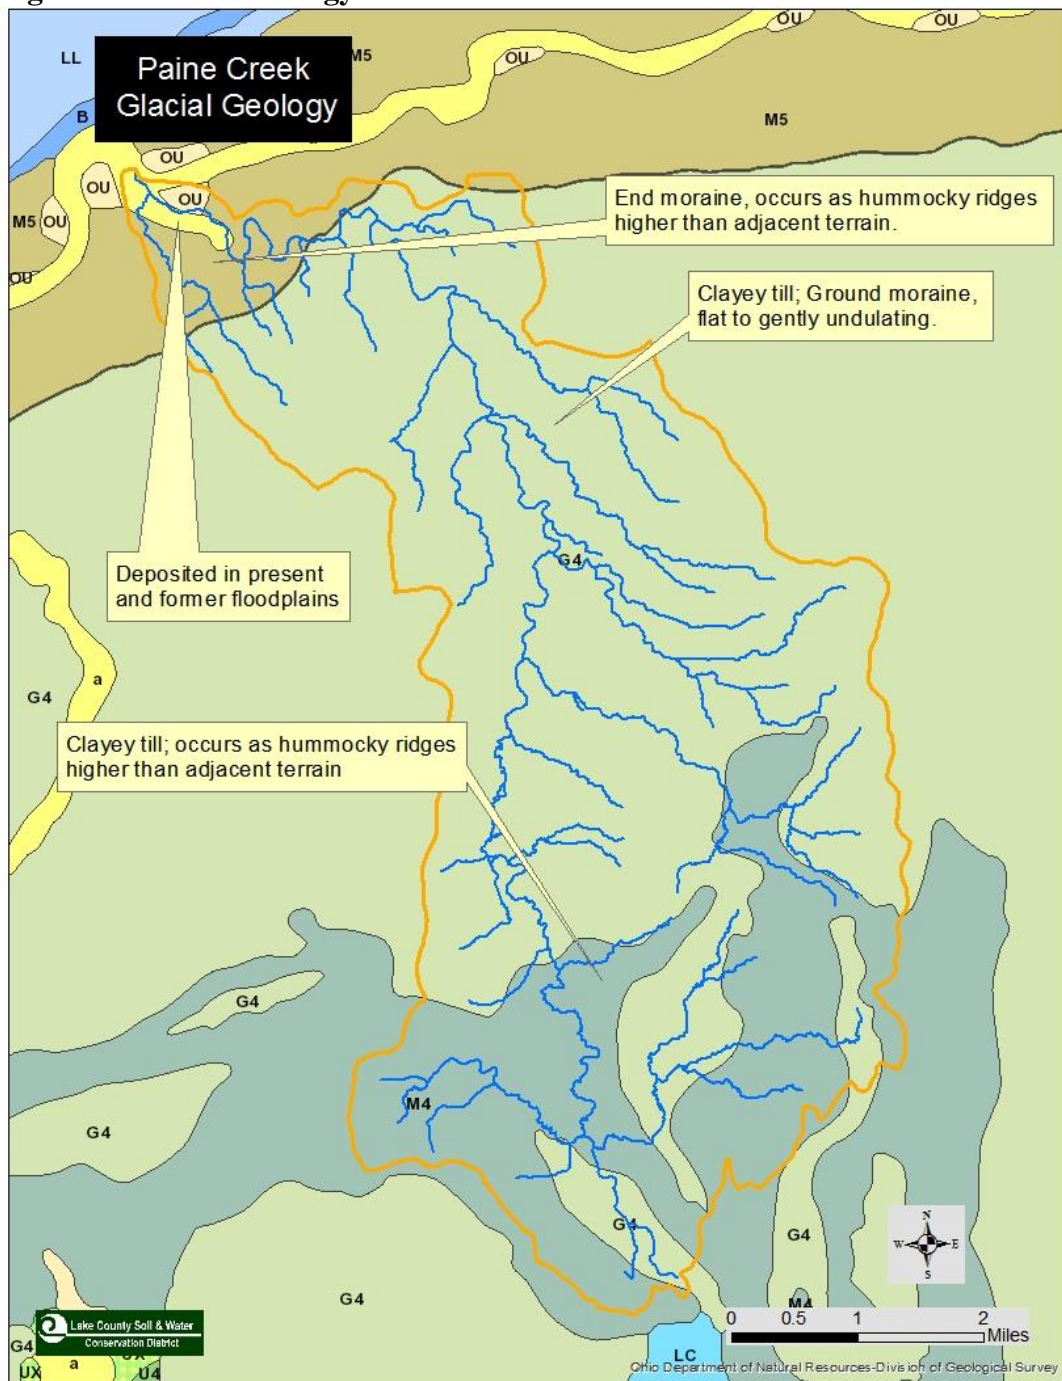 LL
Paine Creek
Glacial Geology
M5
OU
OU
OU
B
M5
OU
OU
OU
M5
OU
OU
End moraine, occurs as hummocky ridges
higher than adjacent terrain.
Clayey till; Ground moraine,
flat to gently undulating.
G4
Deposited in present
and former floodplains
a
G4
Clayey till; occurs as hummocky ridges
higher than adjacent terrain
G4
M4
G4
G4
G4
N
W
E
S
G4
M4
Lake County Soil & Water
Conservation District
0 0.5 1 2
Miles
G4
a
UX
UX
U4
LC
Ohio Department of Natural Resources-Division of Geological Survey